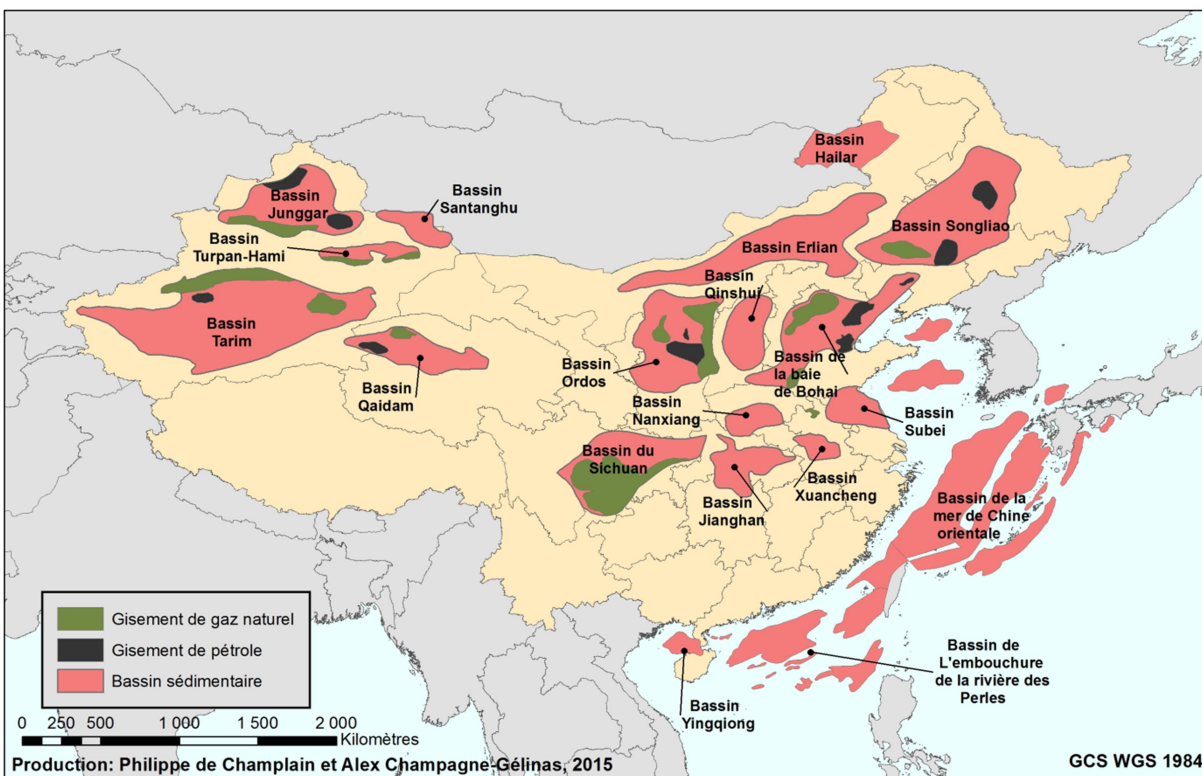 Bassin
Hailar
Bassin
Junggar
Bassin
Santanghu
Bassin Songliao
Bassin
Turpan-Hami
Bassin Erlian
Bassin
Qinshui
Bassin
Tarim
Bassin
Qaidam
Bassin
Ordos
Bassin de
la baie
de Bohai
Bassin
Nanxiang
Bassin
Subei
Bassin du
Sichuan
Bassin
Jianghan
Bassin
Xuancheng
Bassin de la
mer de Chine
orientale
Gisement de gaz naturel
Gisement de pétrole
Bassin sédimentaire
Bassin de
L'embouchure
de la rivière des
Perles
Bassin
Yingqiong
0 250 500 1 000 1 500 2 000
Kilomètres
Production: Philippe de Champlain et Alex Champagne-Gélinas, 2015
GCS WGS 1984